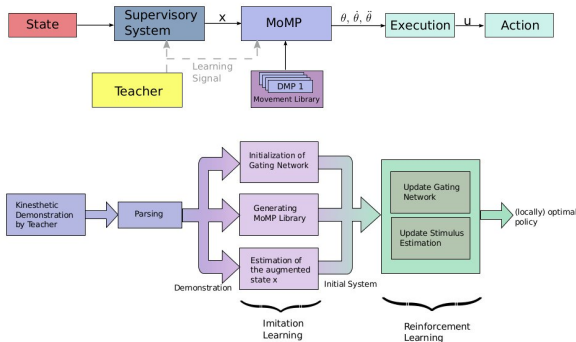 State
Supervisory
System
x
MoMP
θ, θ̇, θ̈
Execution
u
Action
Learning
Signal
Teacher
DMP 1
Movement Library
Kinesthetic
Demonstration
by Teacher
Parsing
Initialization of
Gating Network
Generating
MoMP Library
Estimation of
the augmented
state x
Demonstration
Initial System
Update Gating
Network
Update Stimulus
Estimation
(locally) optimal
policy
Imitation
Learning
Reinforcement
Learning